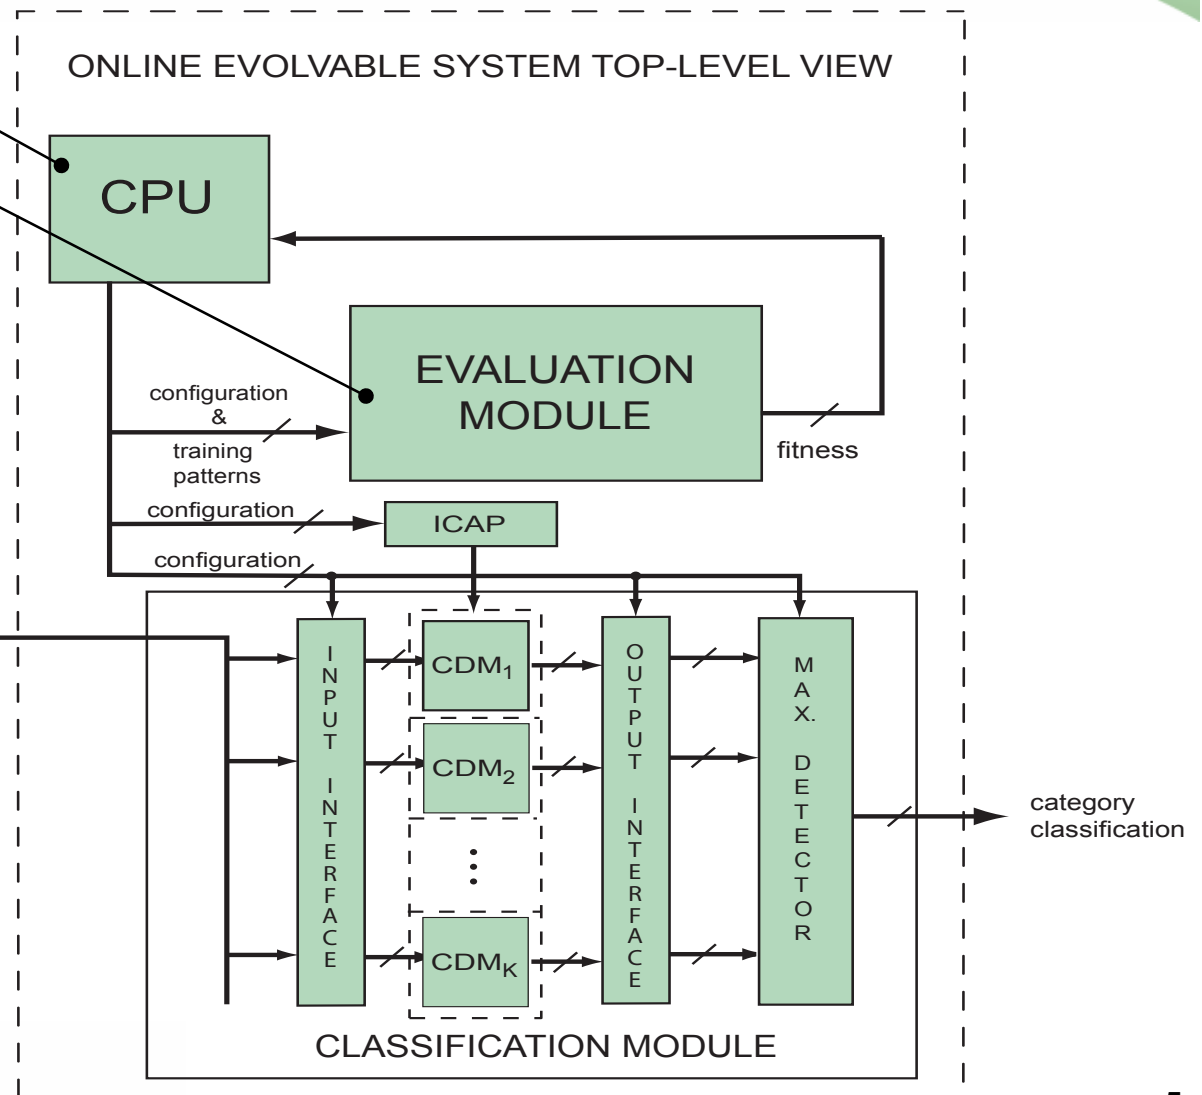 ONLINE EVOLVABLE SYSTEM TOP-LEVEL VIEW
CPU
EVALUATION
MODULE
configuration
&
training
patterns
fitness
configuration
ICAP
configuration
INPUT INTERFACE
CDM1
CDM2
CDMK
OUTPUT INTERFACE
MAX. DETECTOR
category
classification
CLASSIFICATION MODULE